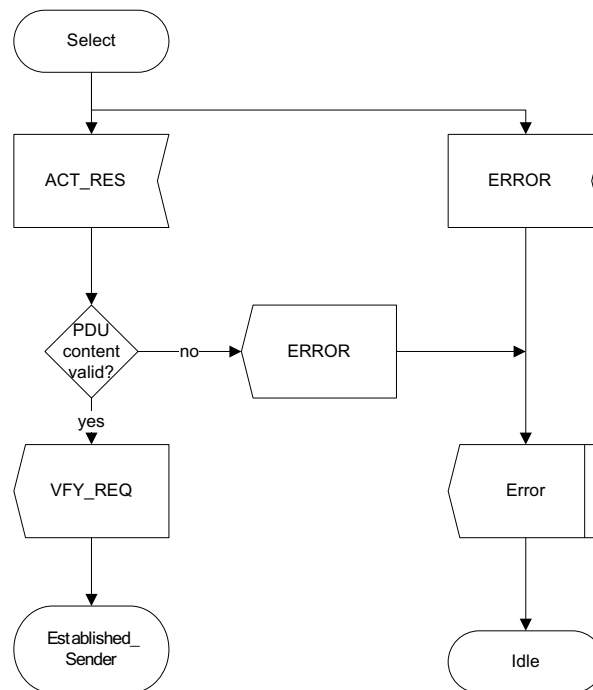 Select
ACT_RES
ERROR
PDU
content
valid?
no
ERROR
yes
VFY_REQ
Error
Established_
Sender
Idle